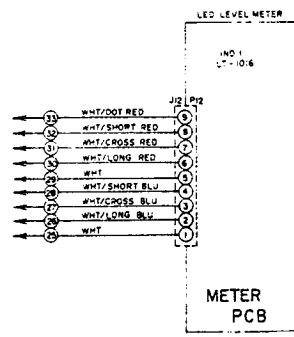 LED LEVEL METER
IND 1
LT-1016
J12 P12
33 WHT/DOT RED 9
32 WHT/SHORT RED 8
31 WHT/CROSS RED 7
30 WHT/LONG RED 6
29 WHT 5
28 WHT/SHORT BLU 4
27 WHT/CROSS BLU 3
26 WHT/LONG BLU 2
25 WHT 1
METER
PCB